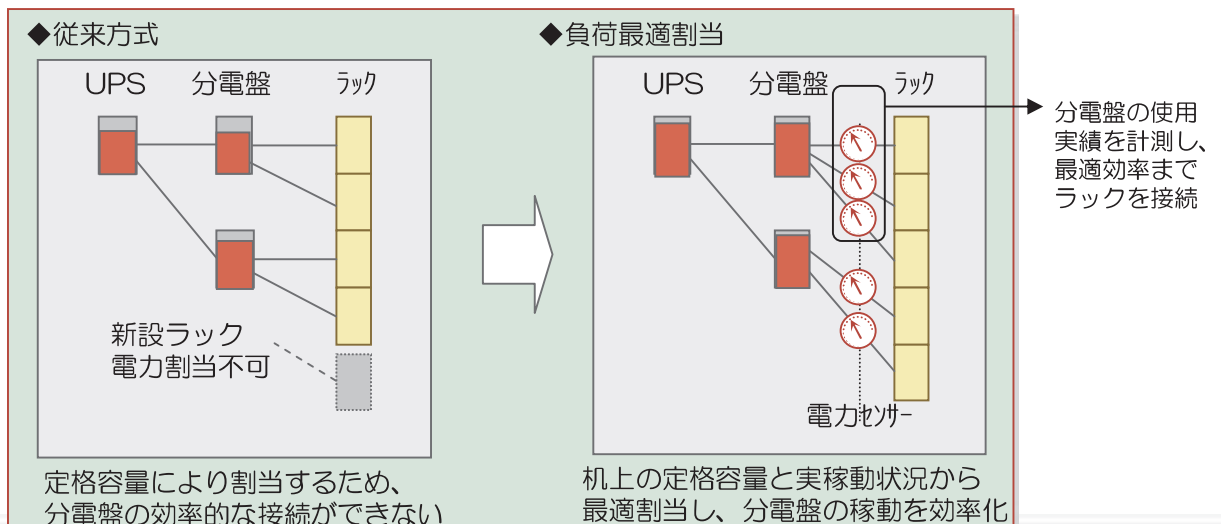 ◆従来方式
UPS 分電盤 ラック
新設ラック
電力割当不可
定格容量により割当するため、
分電盤の効率的な接続ができない
◆負荷最適割当
UPS 分電盤 ラック
電力センサー
机上の定格容量と実稼動状況から
最適割当し、分電盤の稼動を効率化
分電盤の使用
実績を計測し、
最適効率まで
ラックを接続